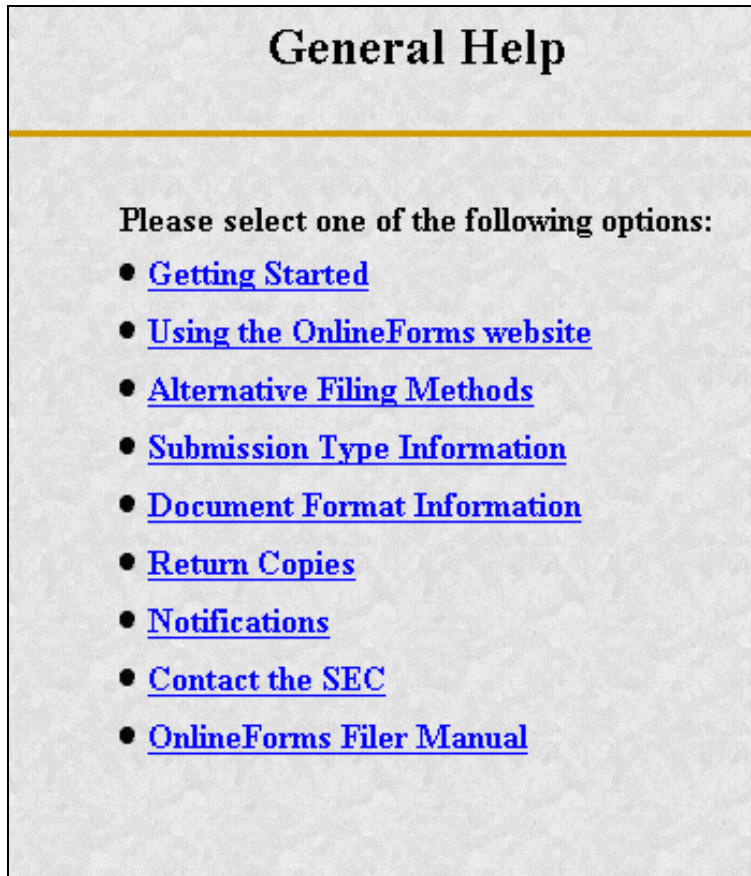 General Help
Please select one of the following options:
Getting Started
Using the OnlineForms website
Alternative Filing Methods
Submission Type Information
Document Format Information
Return Copies
Notifications
Contact the SEC
OnlineForms Filer Manual